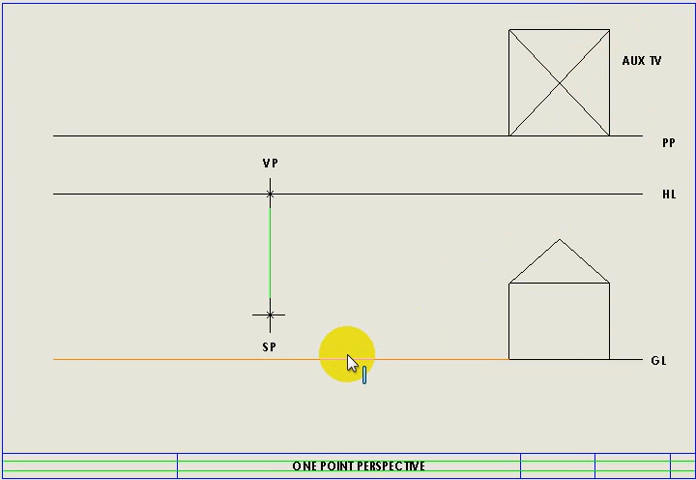 AUX TV
PP
VP
HL
SP
GL
ONE POINT PERSPECTIVE